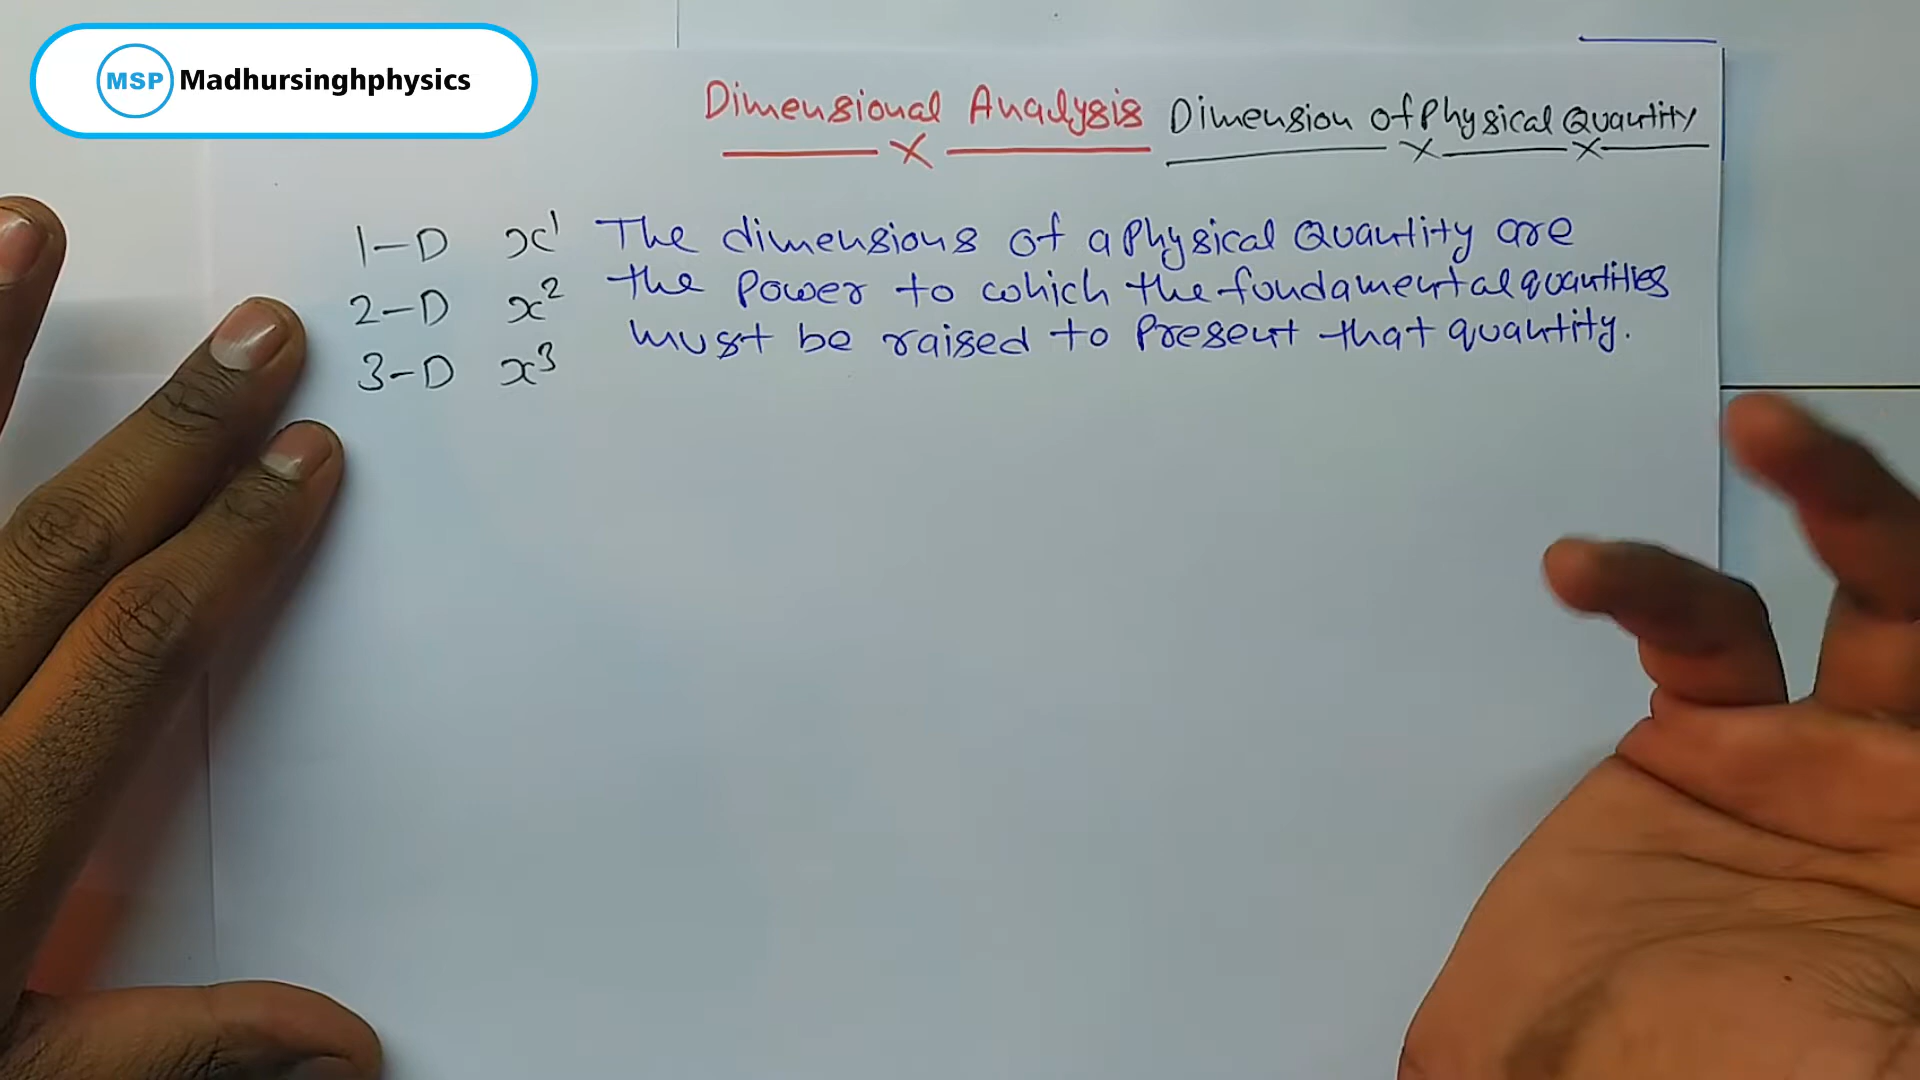 MSP Madhursinghphysics
Dimensional Analysis Dimension of Physical Quantity
1-D x¹ The dimensions of a Physical Quantity are
2-D x² the Power to which the fundamental quantities
3-D x³ must be raised to Present that quantity.